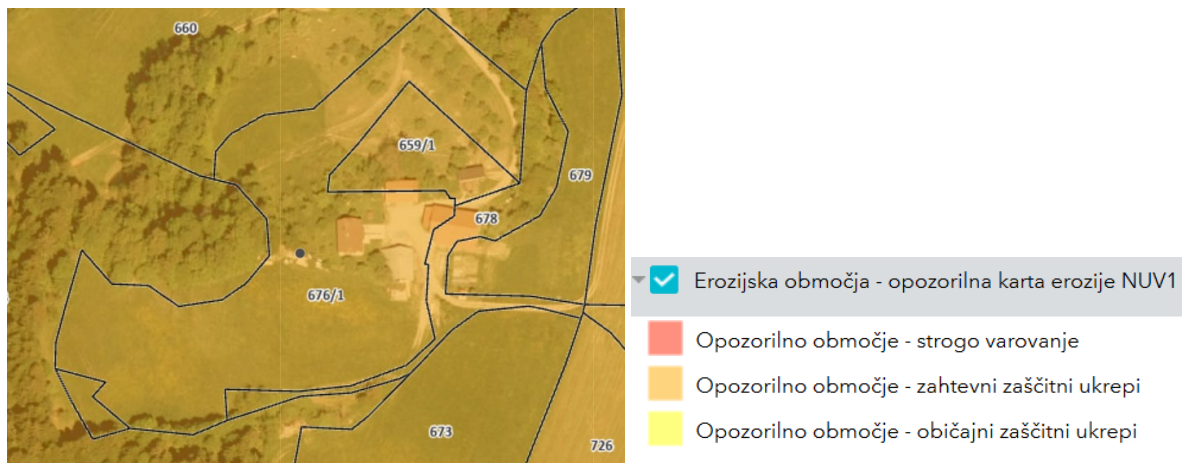 660
659/1
679
678
676/1
673
726
Erozijska območja - opozorilna karta erozije NUV1
Opozorilno območje - strogo varovanje
Opozorilno območje - zahtevni zaščitni ukrepi
Opozorilno območje - običajni zaščitni ukrepi